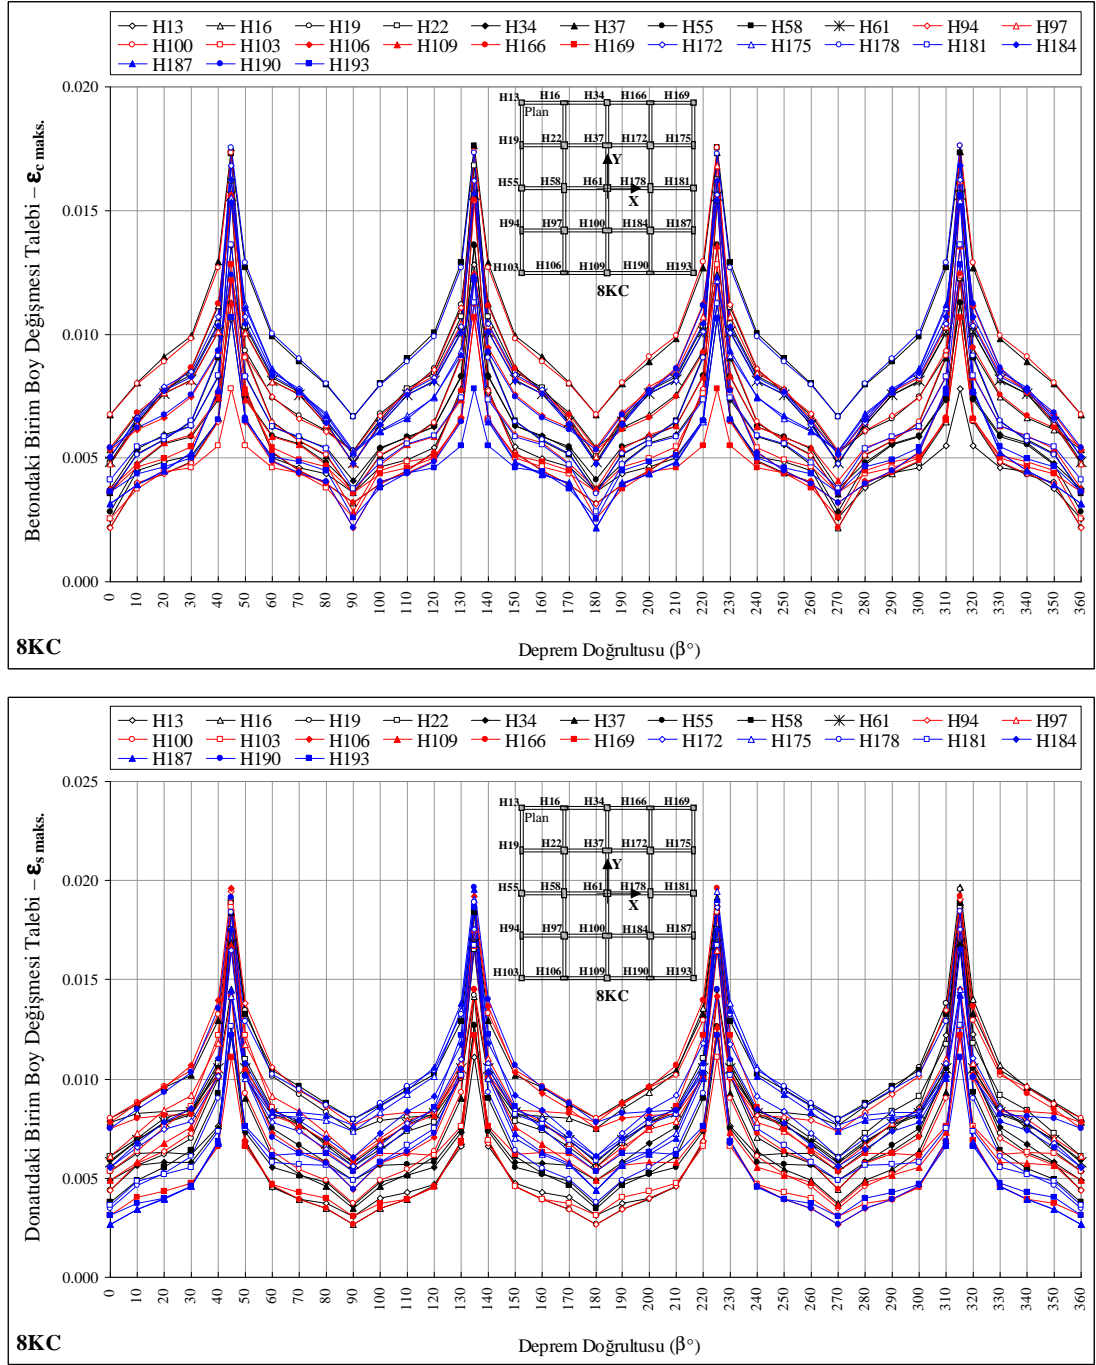 H13 H16 H19 H22 H34 H37 H55 H58 H61 H94 H97
H100 H103 H106 H109 H166 H169 H172 H175 H178 H181 H184
H187 H190 H193
Betondaki Birim Boy Değişmesi Talebi – εc maks.
0.020
0.015
0.010
0.005
0.000
H13 H16 H34 H166 H169
Plan
H19 H22 H37 H172 H175
Y
H55 H58 H61 H178 H181
X
H94 H97 H100 H184 H187
H103 H106 H109 H190 H193
8KC
0 10 20 30 40 50 60 70 80 90 100 110 120 130 140 150 160 170 180 190 200 210 220 230 240 250 260 270 280 290 300 310 320 330 340 350 360
8KC
Deprem Doğrultusu (β°)
H13 H16 H19 H22 H34 H37 H55 H58 H61 H94 H97
H100 H103 H106 H109 H166 H169 H172 H175 H178 H181 H184
H187 H190 H193
Donatıdaki Birim Boy Değişmesi Talebi – εs maks.
0.025
0.020
0.015
0.010
0.005
0.000
H13 H16 H34 H166 H169
Plan
H19 H22 H37 H172 H175
Y
H55 H58 H61 H178 H181
X
H94 H97 H100 H184 H187
H103 H106 H109 H190 H193
8KC
0 10 20 30 40 50 60 70 80 90 100 110 120 130 140 150 160 170 180 190 200 210 220 230 240 250 260 270 280 290 300 310 320 330 340 350 360
8KC
Deprem Doğrultusu (β°)